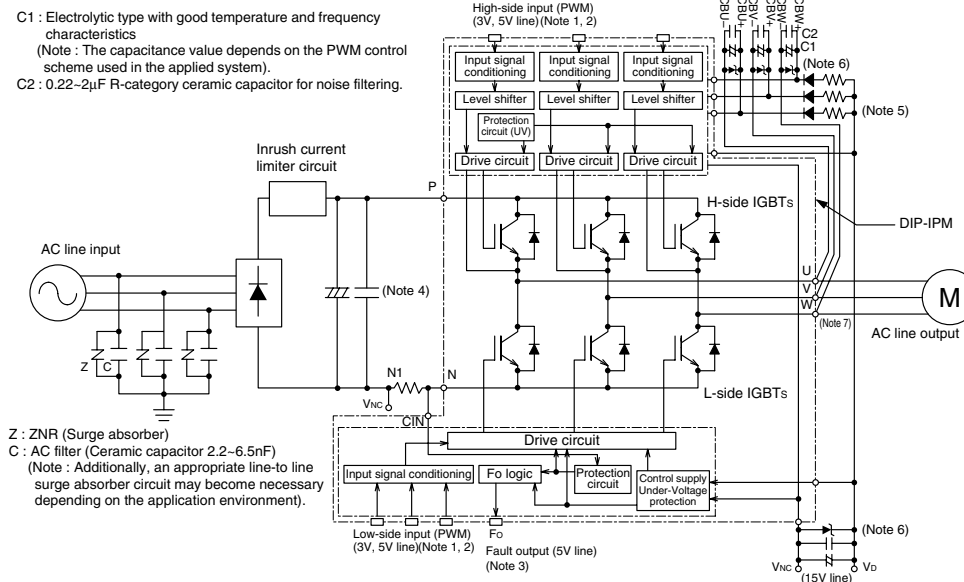 C1 : Electrolytic type with good temperature and frequency
characteristics
(Note : The capacitance value depends on the PWM control
scheme used in the applied system).
C2 : 0.22~2μF R-category ceramic capacitor for noise filtering.
High-side input (PWM)
(3V, 5V line)(Note 1, 2)
CBU–
CBU+
CBV–
CBV+
CBW–
CBW+
C2
C1
(Note 6)
(Note 5)
Input signal
conditioning
Input signal
conditioning
Input signal
conditioning
Level shifter
Level shifter
Level shifter
Protection
circuit (UV)
Drive circuit
Drive circuit
Drive circuit
Inrush current
limiter circuit
P
H-side IGBTs
DIP-IPM
AC line input
(Note 4)
U
V
W
M
(Note 7)
AC line output
Z
C
N1
N
VNC
CIN
L-side IGBTs
Z : ZNR (Surge absorber)
C : AC filter (Ceramic capacitor 2.2~6.5nF)
(Note : Additionally, an appropriate line-to line
surge absorber circuit may become necessary
depending on the application environment).
Drive circuit
Input signal conditioning
Fo logic
Protection
circuit
Control supply
Under-Voltage
protection
Low-side input (PWM)
(3V, 5V line)(Note 1, 2)
FO
Fault output (5V line)
(Note 3)
(Note 6)
VNC
VD
(15V line)